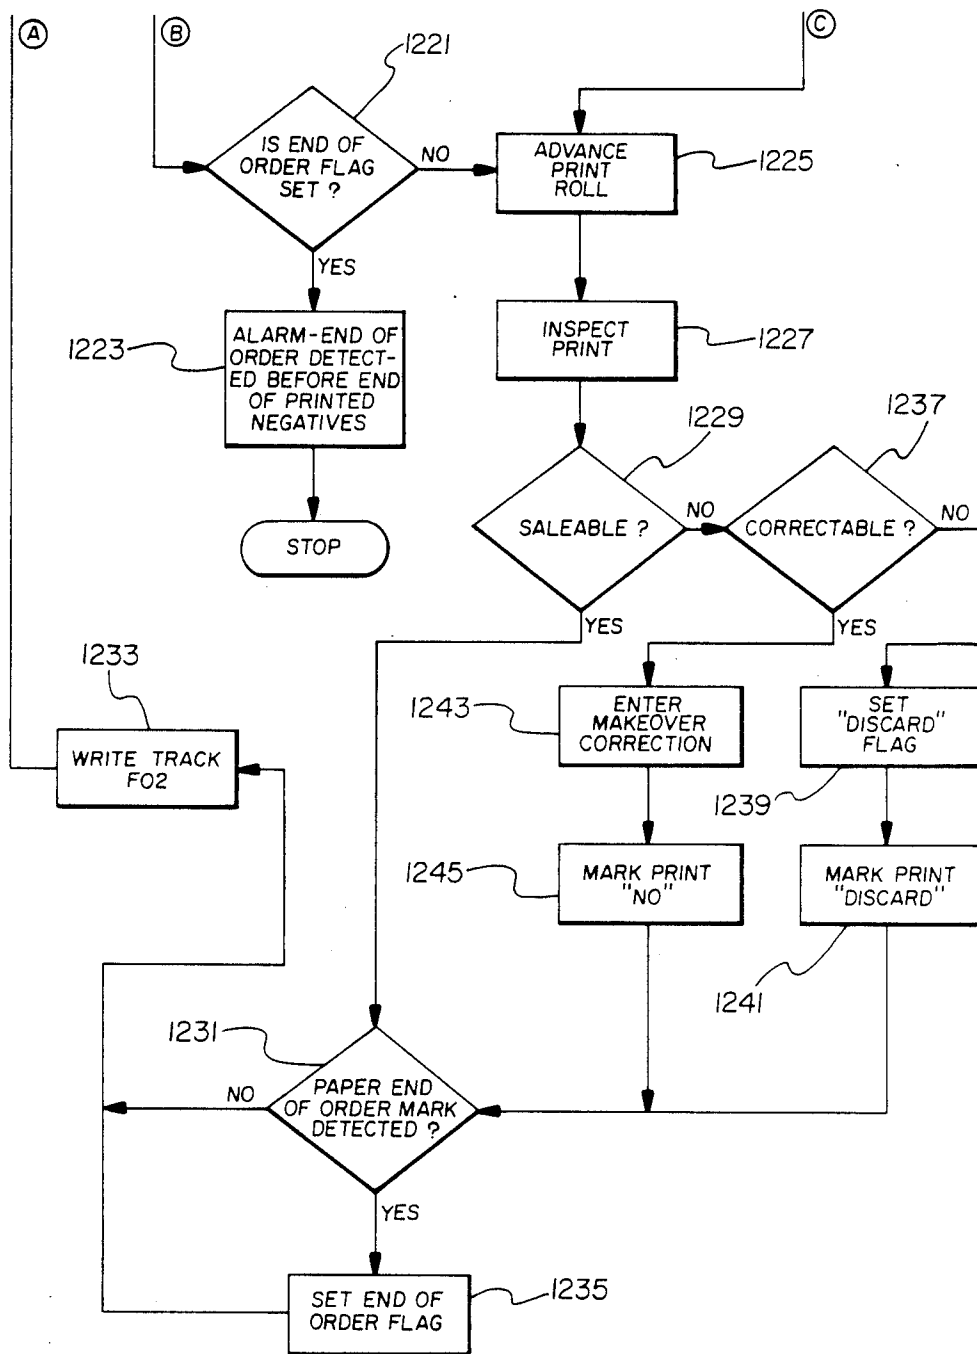 A
B
C
1221
IS END OF
ORDER FLAG
SET ?
NO
YES
ADVANCE
PRINT
ROLL
1225
1223
ALARM-END OF
ORDER DETECT-
ED BEFORE END
OF PRINTED
NEGATIVES
STOP
INSPECT
PRINT
1227
1229
SALEABLE ?
NO
YES
1237
CORRECTABLE ?
NO
YES
1233
WRITE TRACK
F02
1243
ENTER
MAKEOVER
CORRECTION
SET
"DISCARD"
FLAG
1239
1245
MARK PRINT
"NO"
MARK PRINT
"DISCARD"
1241
1231
PAPER END
OF ORDER MARK
DETECTED ?
NO
YES
SET END OF
ORDER FLAG
1235